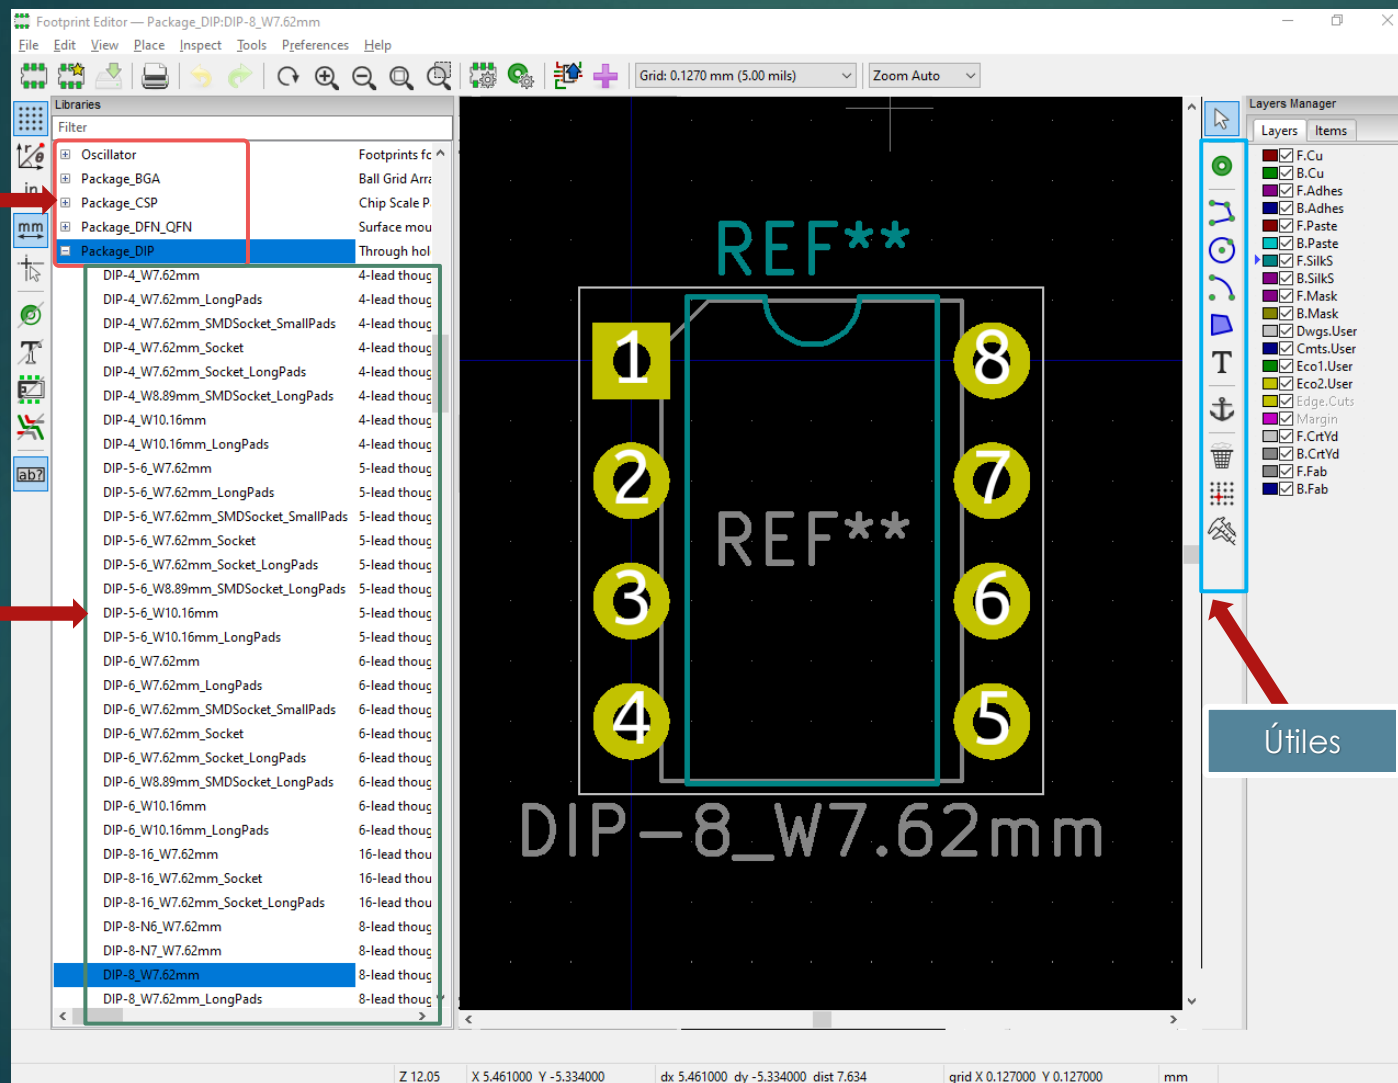 Footprint Editor — Package_DIP:DIP-8_W7.62mm
File Edit View Place Inspect Tools Preferences Help
Grid: 0.1270 mm (5.00 mils)
Zoom Auto
Libraries
Filter
Oscillator Footprints fc
Package_BGA Ball Grid Arra
Package_CSP Chip Scale P
Package_DFN_QFN Surface mou
Package_DIP Through hol
DIP-4_W7.62mm 4-lead thoug
DIP-4_W7.62mm_LongPads 4-lead thoug
DIP-4_W7.62mm_SMDSocket_SmallPads 4-lead thoug
DIP-4_W7.62mm_Socket 4-lead thoug
DIP-4_W7.62mm_Socket_LongPads 4-lead thoug
DIP-4_W8.89mm_SMDSocket_LongPads 4-lead thoug
DIP-4_W10.16mm 4-lead thoug
DIP-4_W10.16mm_LongPads 4-lead thoug
DIP-5-6_W7.62mm 5-lead thoug
DIP-5-6_W7.62mm_LongPads 5-lead thoug
DIP-5-6_W7.62mm_SMDSocket_SmallPads 5-lead thoug
DIP-5-6_W7.62mm_Socket 5-lead thoug
DIP-5-6_W7.62mm_Socket_LongPads 5-lead thoug
DIP-5-6_W8.89mm_SMDSocket_LongPads 5-lead thoug
DIP-5-6_W10.16mm 5-lead thoug
DIP-5-6_W10.16mm_LongPads 5-lead thoug
DIP-6_W7.62mm 6-lead thoug
DIP-6_W7.62mm_LongPads 6-lead thoug
DIP-6_W7.62mm_SMDSocket_SmallPads 6-lead thoug
DIP-6_W7.62mm_Socket 6-lead thoug
DIP-6_W7.62mm_Socket_LongPads 6-lead thoug
DIP-6_W8.89mm_SMDSocket_LongPads 6-lead thoug
DIP-6_W10.16mm 6-lead thoug
DIP-6_W10.16mm_LongPads 6-lead thoug
DIP-8-16_W7.62mm 16-lead thou
DIP-8-16_W7.62mm_Socket 16-lead thou
DIP-8-16_W7.62mm_Socket_LongPads 16-lead thou
DIP-8-N6_W7.62mm 8-lead thoug
DIP-8-N7_W7.62mm 8-lead thoug
DIP-8_W7.62mm 8-lead thoug
DIP-8_W7.62mm_LongPads 8-lead thoug
in
mm
ab?
REF**
1 8
2 7
REF**
3 6
4 5
DIP-8_W7.62mm
T
Layers Manager
Layers Items
F.Cu
B.Cu
F.Adhes
B.Adhes
F.Paste
B.Paste
F.SilkS
B.SilkS
F.Mask
B.Mask
Dwgs.User
Cmts.User
Eco1.User
Eco2.User
Edge.Cuts
Margin
F.CrtYd
B.CrtYd
F.Fab
B.Fab
Útiles
Z 12.05 X 5.461000 Y -5.334000 dx 5.461000 dy -5.334000 dist 7.634 grid X 0.127000 Y 0.127000 mm